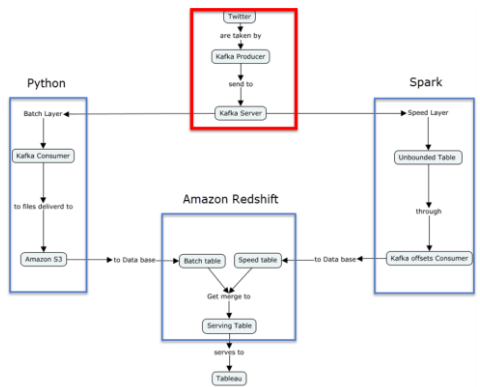 Twitter
are taken by
Kafka Producer
send to
Kafka Server
Python
Batch Layer
Kafka Consumer
to files deliverd to
Amazon S3
to Data base
Spark
Speed Layer
Unbounded Table
through
Kafka offsets Consumer
to Data base
Amazon Redshift
Batch table
Speed table
Get merge to
Serving Table
serves to
Tableau